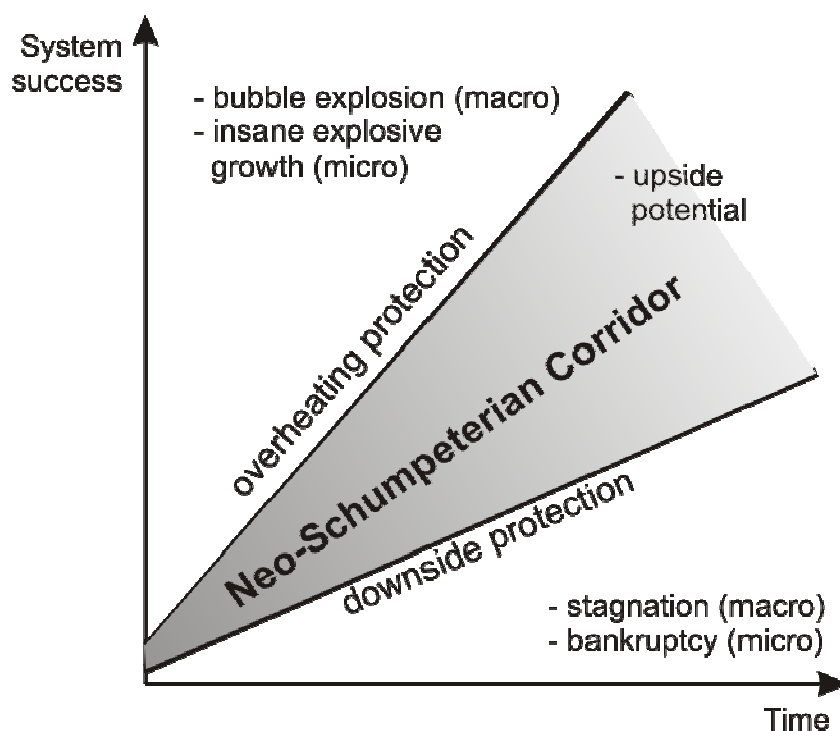 System
success
- bubble explosion (macro)
- insane explosive
growth (micro)
- upside
potential
overheating protection
Neo-Schumpeterian Corridor
downside protection
- stagnation (macro)
- bankruptcy (micro)
Time